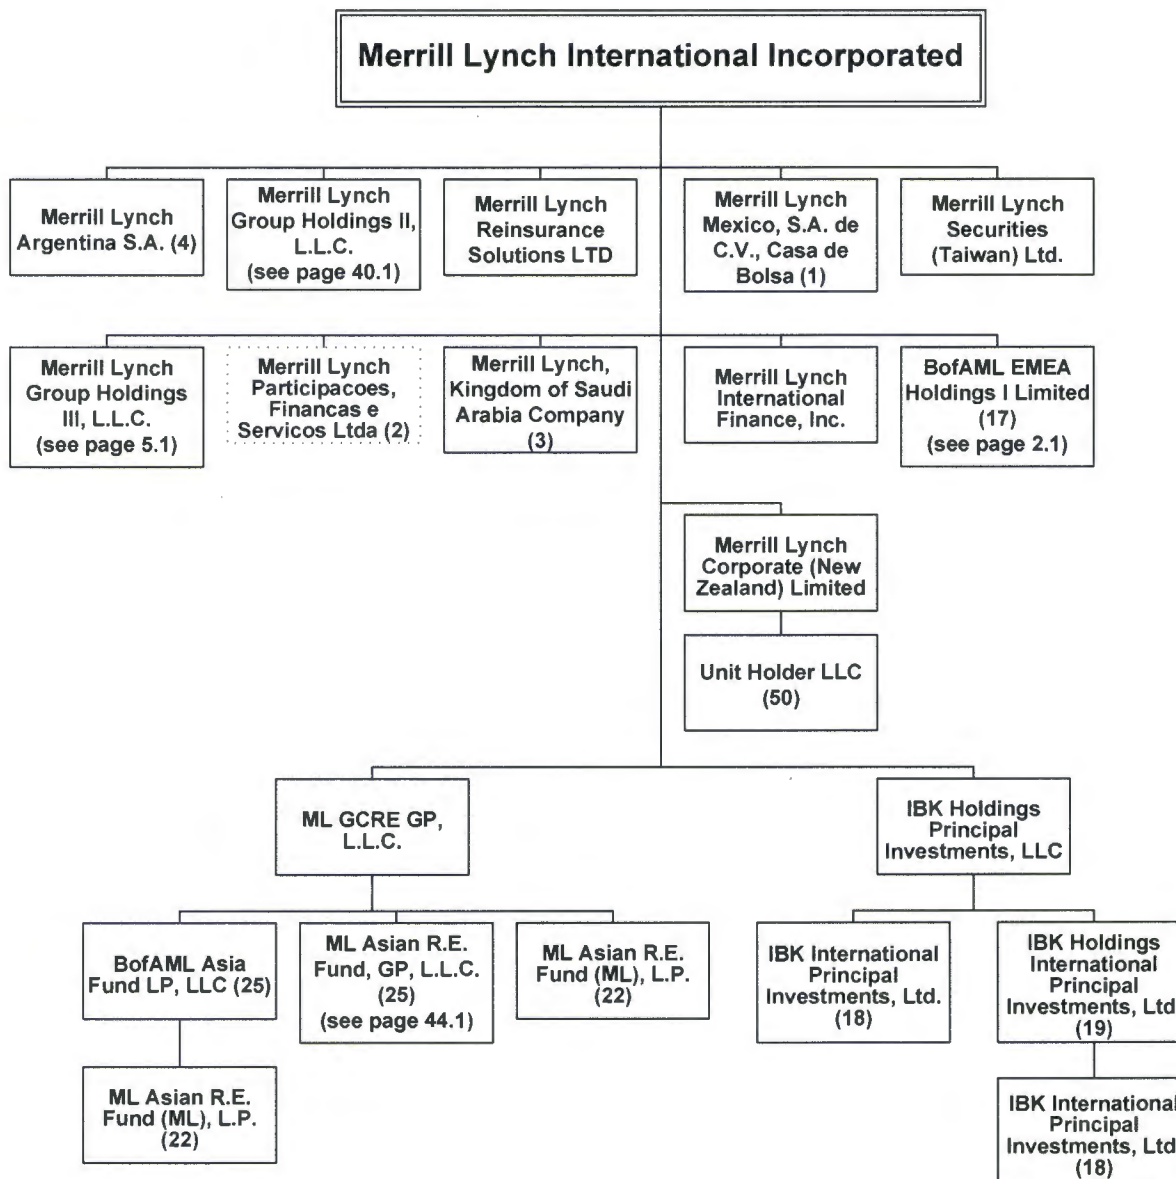 Merrill Lynch International Incorporated
Merrill Lynch
Argentina S.A. (4)
Merrill Lynch
Group Holdings II,
L.L.C.
(see page 40.1)
Merrill Lynch
Reinsurance
Solutions LTD
Merrill Lynch
Mexico, S.A. de
C.V., Casa de
Bolsa (1)
Merrill Lynch
Securities
(Taiwan) Ltd.
Merrill Lynch
Group Holdings
III, L.L.C.
(see page 5.1)
Merrill Lynch
Participacoes,
Financas e
Servicos Ltda (2)
Merrill Lynch,
Kingdom of Saudi
Arabia Company
(3)
Merrill Lynch
International
Finance, Inc.
BofAML EMEA
Holdings I Limited
(17)
(see page 2.1)
Merrill Lynch
Corporate (New
Zealand) Limited
Unit Holder LLC
(50)
ML GCRE GP,
L.L.C.
IBK Holdings
Principal
Investments, LLC
BofAML Asia
Fund LP, LLC (25)
ML Asian R.E.
Fund, GP, L.L.C.
(25)
(see page 44.1)
ML Asian R.E.
Fund (ML), L.P.
(22)
IBK International
Principal
Investments, Ltd.
(18)
IBK Holdings
International
Principal
Investments, Ltd
(19)
ML Asian R.E.
Fund (ML), L.P.
(22)
IBK International
Principal
Investments, Ltd
(18)